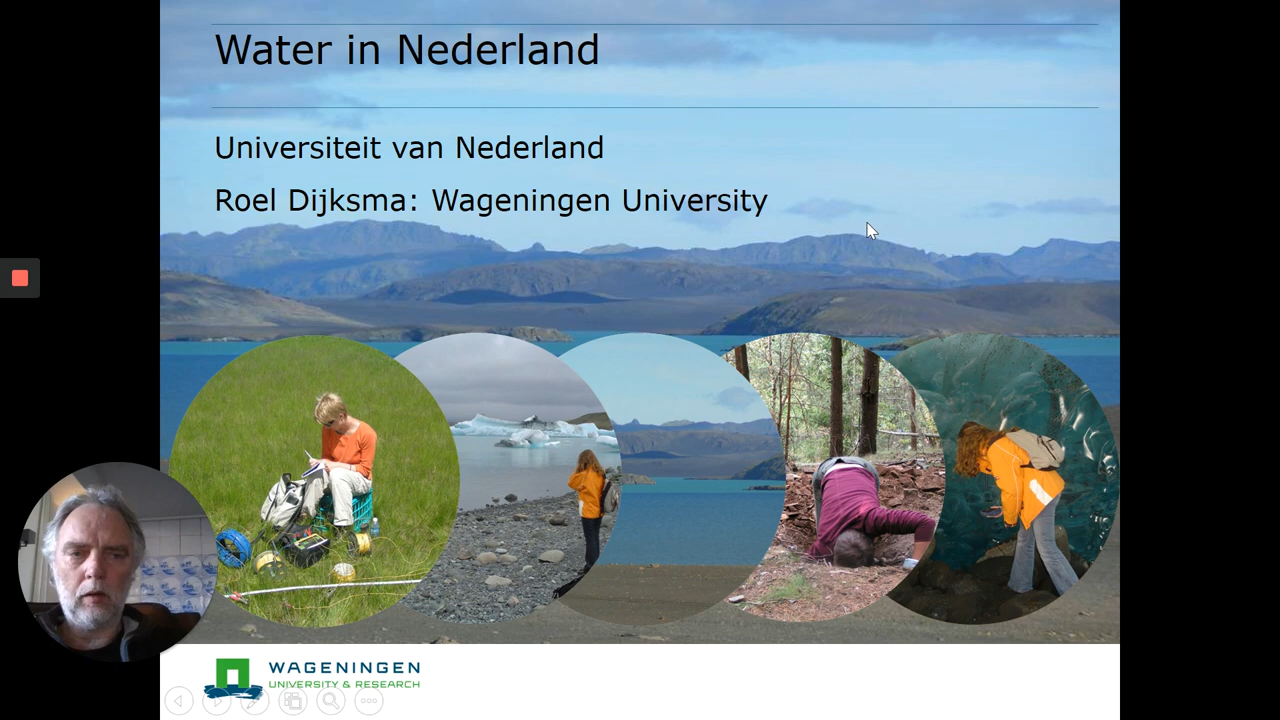 Water in Nederland
Universiteit van Nederland
Roel Dijksma: Wageningen University
WAGENINGEN
UNIVERSITY & RESEARCH